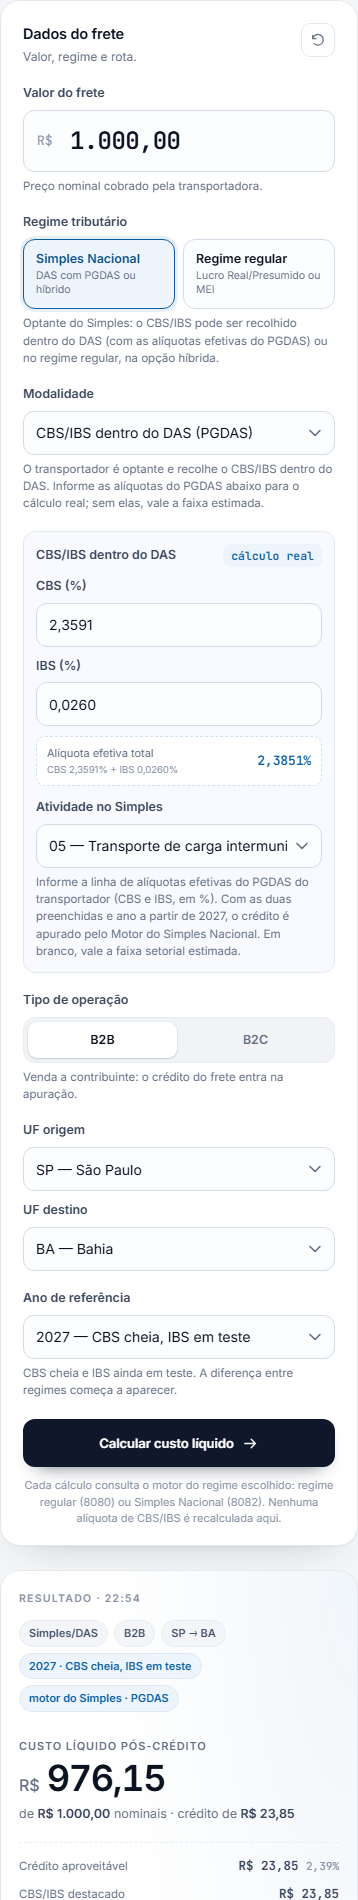 Dados do frete
Valor, regime e rota.
Valor do frete
R$ 1.000,00
Preço nominal cobrado pela transportadora.
Regime tributário
Simples Nacional
DAS com PGDAS ou
híbrido
Regime regular
Lucro Real/Presumido ou
MEI
Optante do Simples: o CBS/IBS pode ser recolhido
dentro do DAS (com as alíquotas efetivas do PGDAS) ou
no regime regular, na opção híbrida.
Modalidade
CBS/IBS dentro do DAS (PGDAS)
O transportador é optante e recolhe o CBS/IBS dentro do
DAS. Informe as alíquotas do PGDAS abaixo para o
cálculo real; sem elas, vale a faixa estimada.
CBS/IBS dentro do DAS cálculo real
CBS (%)
2,3591
IBS (%)
0,0260
Alíquota efetiva total
CBS 2,3591% + IBS 0,0260%
2,3851%
Atividade no Simples
05 — Transporte de carga intermuni
Informe a linha de alíquotas efetivas do PGDAS do
transportador (CBS e IBS, em %). Com as duas
preenchidas e ano a partir de 2027, o crédito é
apurado pelo Motor do Simples Nacional. Em
branco, vale a faixa setorial estimada.
Tipo de operação
B2B B2C
Venda a contribuinte: o crédito do frete entra na
apuração.
UF origem
SP — São Paulo
UF destino
BA — Bahia
Ano de referência
2027 — CBS cheia, IBS em teste
CBS cheia e IBS ainda em teste. A diferença entre
regimes começa a aparecer.
Calcular custo líquido →
Cada cálculo consulta o motor do regime escolhido: regime
regular (8080) ou Simples Nacional (8082). Nenhuma
alíquota de CBS/IBS é recalculada aqui.
RESULTADO · 22:54
Simples/DAS B2B SP → BA
2027 · CBS cheia, IBS em teste
motor do Simples · PGDAS
CUSTO LÍQUIDO PÓS-CRÉDITO
R$ 976,15
de R$ 1.000,00 nominais · crédito de R$ 23,85
Crédito aproveitável R$ 23,85 2,39%
CBS/IBS destacado R$ 23,85